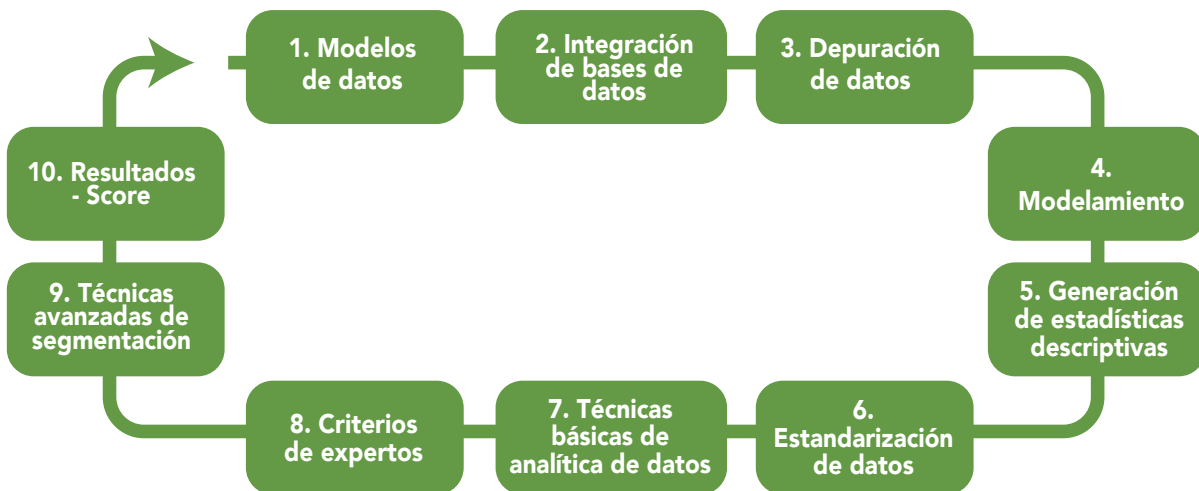 1. Modelos
de datos
2. Integración
de bases de
datos
3. Depuración
de datos
4.
Modelamiento
5. Generación
de estadísticas
descriptivas
6.
Estandarización
de datos
7. Técnicas
básicas de
analítica de datos
8. Criterios
de expertos
9. Técnicas
avanzadas de
segmentación
10. Resultados
- Score